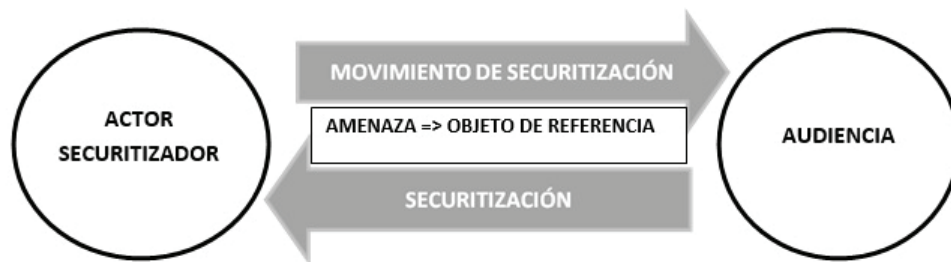 MOVIMIENTO DE SECURITIZACIÓN
ACTOR
SECURITIZADOR
AMENAZA => OBJETO DE REFERENCIA
AUDIENCIA
SECURITIZACIÓN